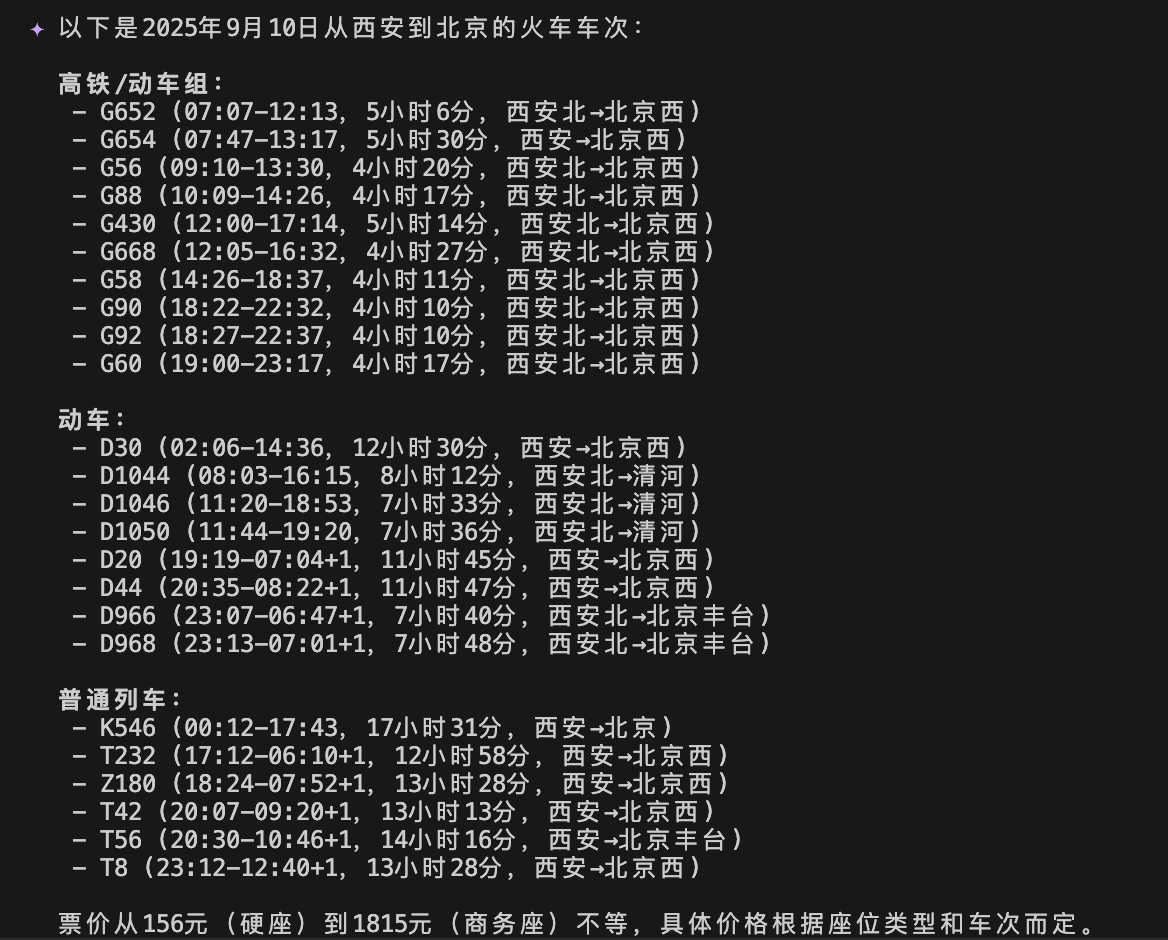 ✦ 以下是2025年9月10日从西安到北京的火车车次：
高铁/动车组：
- G652 (07:07-12:13, 5小时6分, 西安北→北京西)
- G654 (07:47-13:17, 5小时30分, 西安→北京西)
- G56 (09:10-13:30, 4小时20分, 西安北→北京西)
- G88 (10:09-14:26, 4小时17分, 西安北→北京西)
- G430 (12:00-17:14, 5小时14分, 西安北→北京西)
- G668 (12:05-16:32, 4小时27分, 西安北→北京西)
- G58 (14:26-18:37, 4小时11分, 西安北→北京西)
- G90 (18:22-22:32, 4小时10分, 西安北→北京西)
- G92 (18:27-22:37, 4小时10分, 西安北→北京西)
- G60 (19:00-23:17, 4小时17分, 西安北→北京西)
动车：
- D30 (02:06-14:36, 12小时30分, 西安→北京西)
- D1044 (08:03-16:15, 8小时12分, 西安北→清河)
- D1046 (11:20-18:53, 7小时33分, 西安北→清河)
- D1050 (11:44-19:20, 7小时36分, 西安北→清河)
- D20 (19:19-07:04+1, 11小时45分, 西安→北京西)
- D44 (20:35-08:22+1, 11小时47分, 西安→北京西)
- D966 (23:07-06:47+1, 7小时40分, 西安北→北京丰台)
- D968 (23:13-07:01+1, 7小时48分, 西安北→北京丰台)
普通列车：
- K546 (00:12-17:43, 17小时31分, 西安→北京)
- T232 (17:12-06:10+1, 12小时58分, 西安→北京西)
- Z180 (18:24-07:52+1, 13小时28分, 西安→北京西)
- T42 (20:07-09:20+1, 13小时13分, 西安→北京西)
- T56 (20:30-10:46+1, 14小时16分, 西安→北京丰台)
- T8 (23:12-12:40+1, 13小时28分, 西安→北京西)
票价从156元（硬座）到1815元（商务座）不等，具体价格根据座位类型和车次而定。